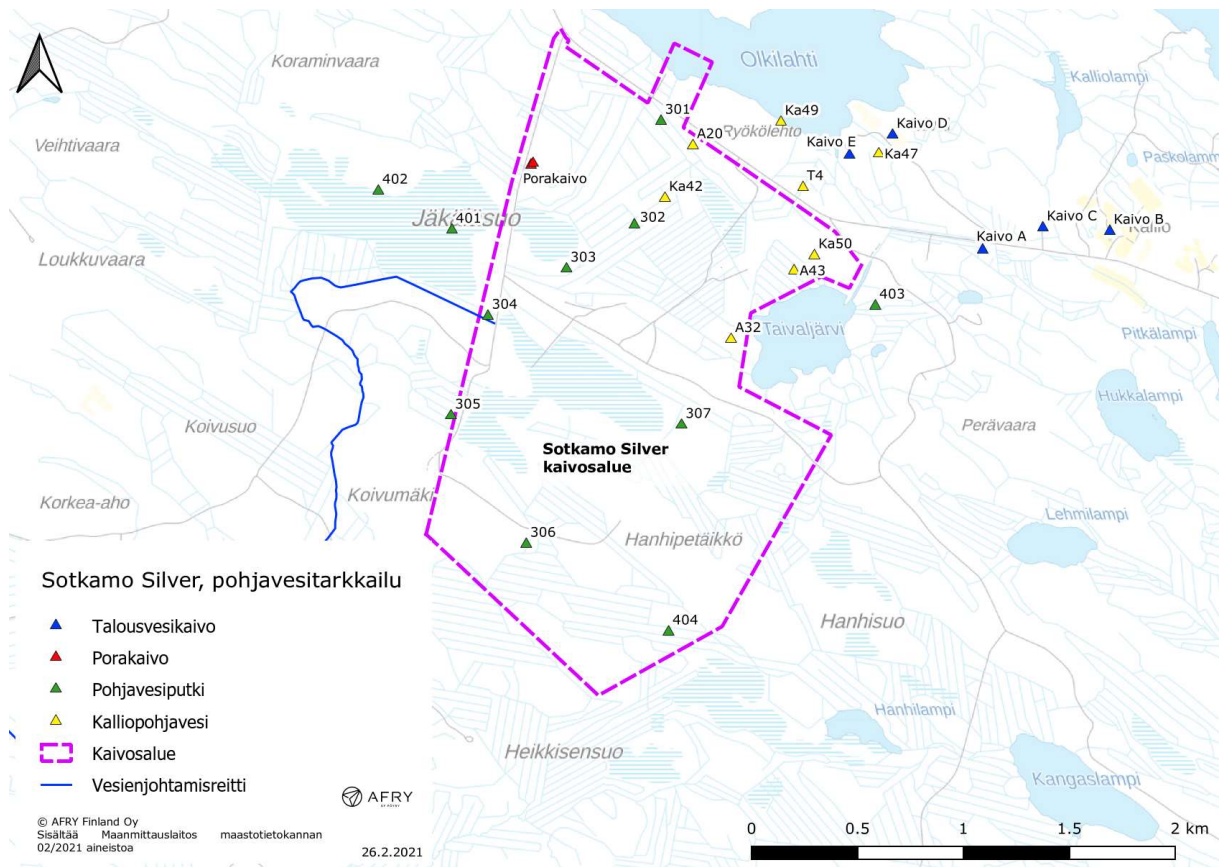 Koraminvaara
Olkilahti
Kalliolampi
Veihtivaara
301
Ka49
Ryökölehto
A20
Kaivo D
Kaivo E
Ka47
Paskolamm
Porakaivo
402
Ka42
T4
Jäkäläsuo
401
302
Kaivo C
Kaivo B
Kallio
Kaivo A
Loukkuvaara
303
Ka50
A43
304
403
Taivaljärvi
A32
Pitkälampi
305
307
Hukkalampi
Koivusuo
Perävaara
Sotkamo Silver
kaivosalue
Korkea-aho
Koivumäki
306
Hanhipetäikkö
Lehmilampi
404
Hanhisuo
Hanhilampi
Heikkisensuo
Kangaslampi
Sotkamo Silver, pohjavesitarkkailu
Talousvesikaivo
Porakaivo
Pohjavesiputki
Kalliopohjavesi
Kaivosalue
Vesienjohtamisreitti
AFRY
© AFRY Finland Oy
Sisältää Maanmittauslaitos maastotietokannan
02/2021 aineistoa
26.2.2021
0 0.5 1 1.5 2 km